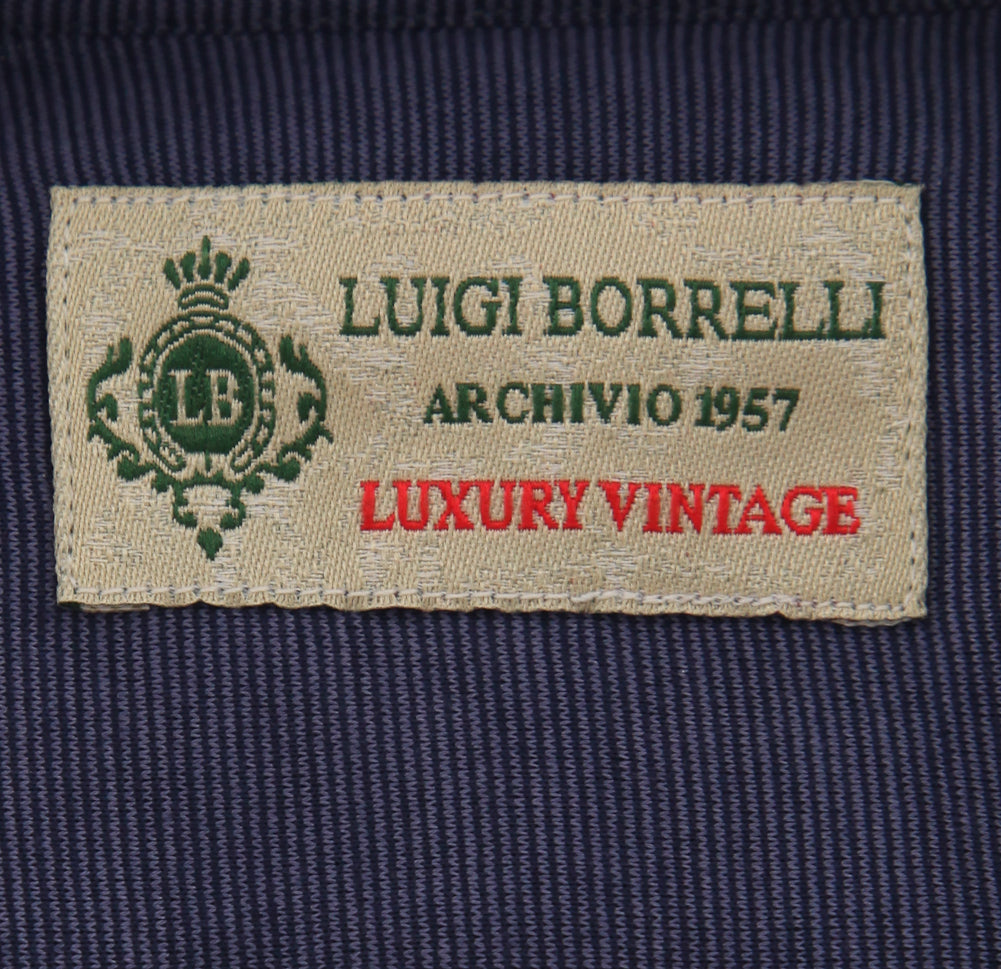 LB
LUIGI BORRELLI
ARCHIVIO 1957
LUXURY VINTAGE